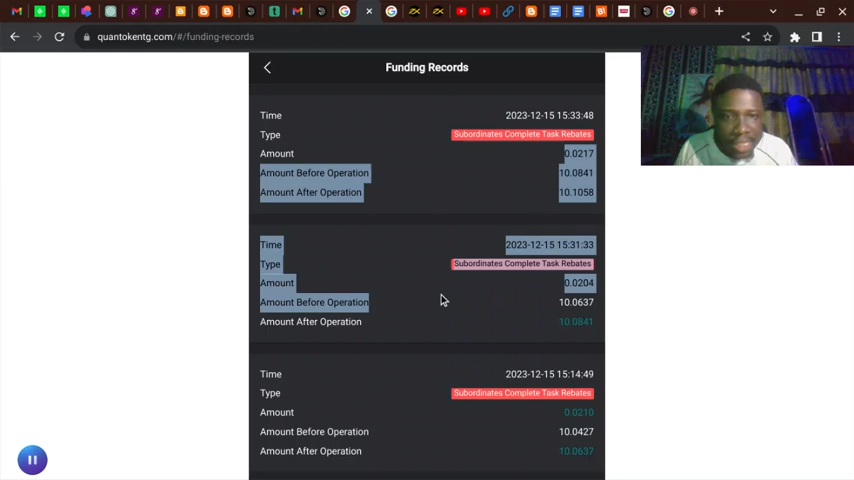 quantokentg.com/#/funding-records
Funding Records
Time 2023-12-15 15:33:48
Type Subordinates Complete Task Rebates
Amount 0.0217
Amount Before Operation 10.0841
Amount After Operation 10.1058
Time 2023-12-15 15:31:33
Type Subordinates Complete Task Rebates
Amount 0.0204
Amount Before Operation 10.0637
Amount After Operation 10.0841
Time 2023-12-15 15:14:49
Type Subordinates Complete Task Rebates
Amount 0.0210
Amount Before Operation 10.0427
Amount After Operation 10.0637